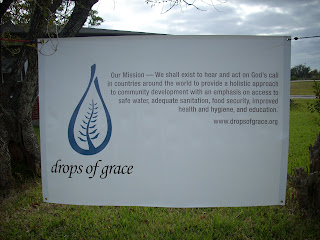 Our Mission — We shall exist to hear and act on God's call
in countries around the world to provide a holistic approach
to community development with an emphasis on access to
safe water, adequate sanitation, food security, improved
health and hygiene, and education.
www.dropsofgrace.org
drops of grace